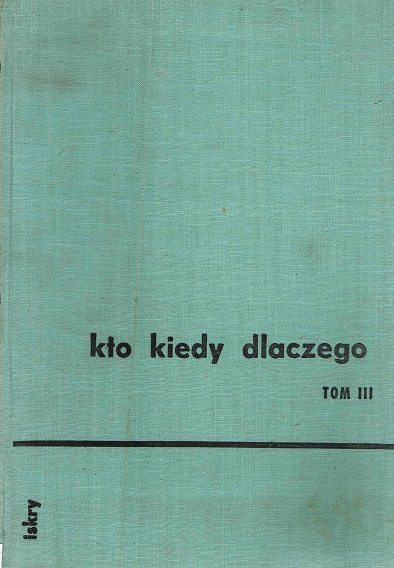 kto kiedy dlaczego
TOM III
iskry